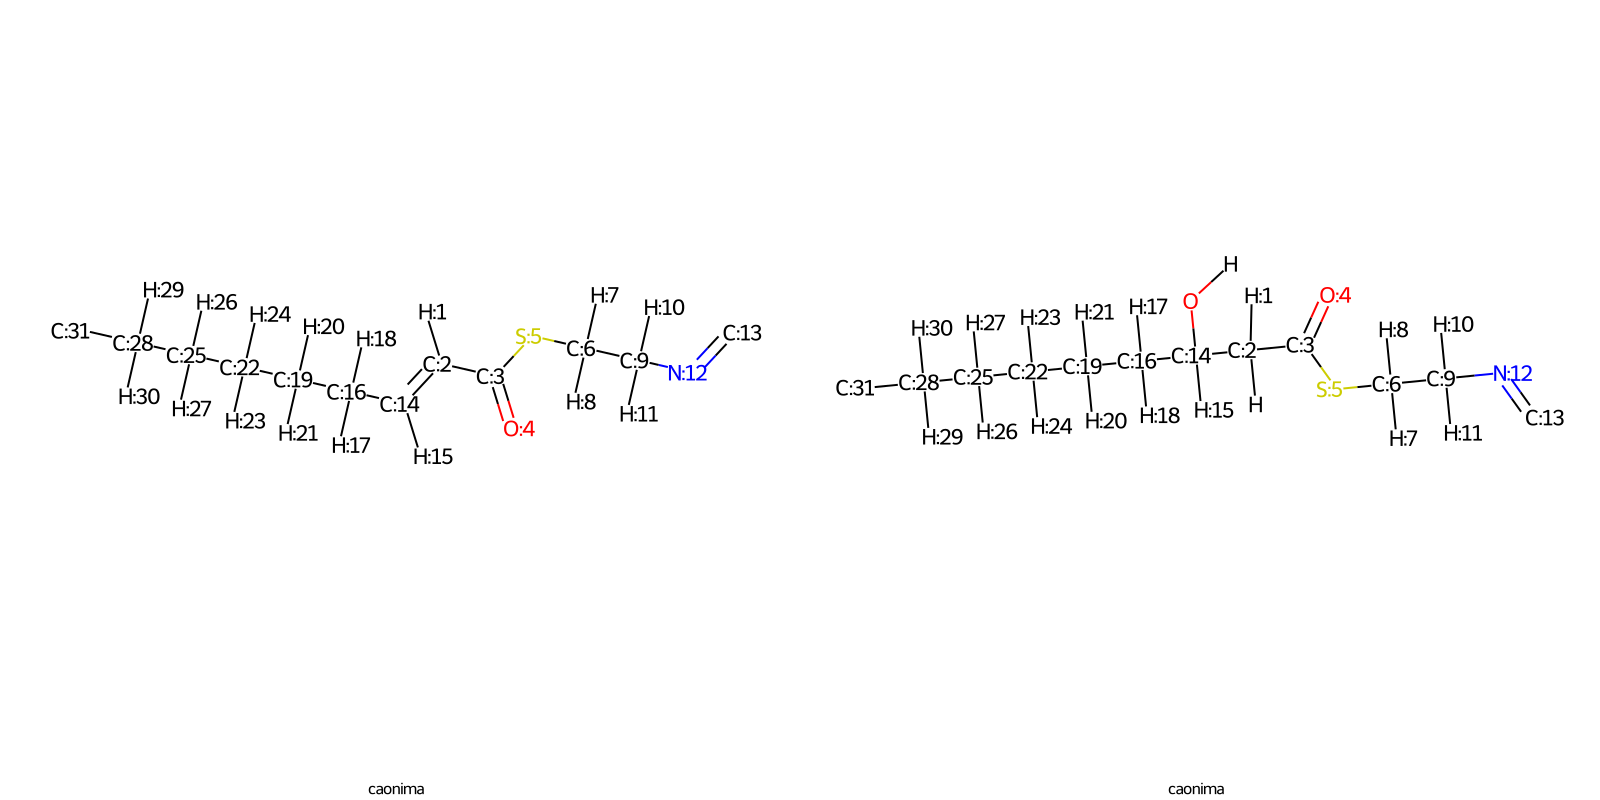 H:29 H:26 H:24 H:20 H:18 H:1 H:7 H:10
C:31 C:28 C:25 C:22 C:19 C:16 C:14 C:2 C:3 S:5 C:6 C:9 N:12 C:13
H:30 H:27 H:23 H:21 H:17 H:15 O:4 H:8 H:11
H
O H:1 O:4
H:30 H:27 H:23 H:21 H:17 H:8 H:10
C:31 C:28 C:25 C:22 C:19 C:16 C:14 C:2 C:3 S:5 C:6 C:9 N:12 C:13
H:29 H:26 H:24 H:20 H:18 H:15 H H:7 H:11
caonima caonima